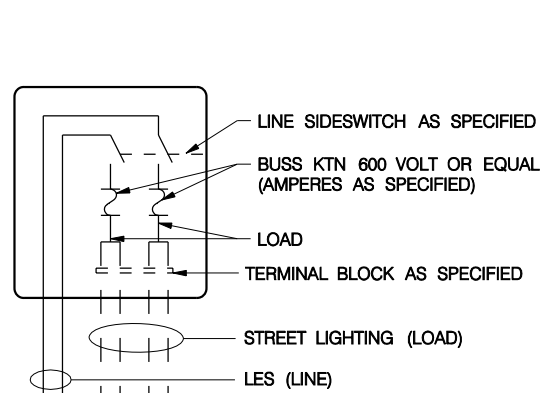 LINE SIDESWITCH AS SPECIFIED
BUSS KTN 600 VOLT OR EQUAL
(AMPERES AS SPECIFIED)
LOAD
TERMINAL BLOCK AS SPECIFIED
STREET LIGHTING (LOAD)
LES (LINE)